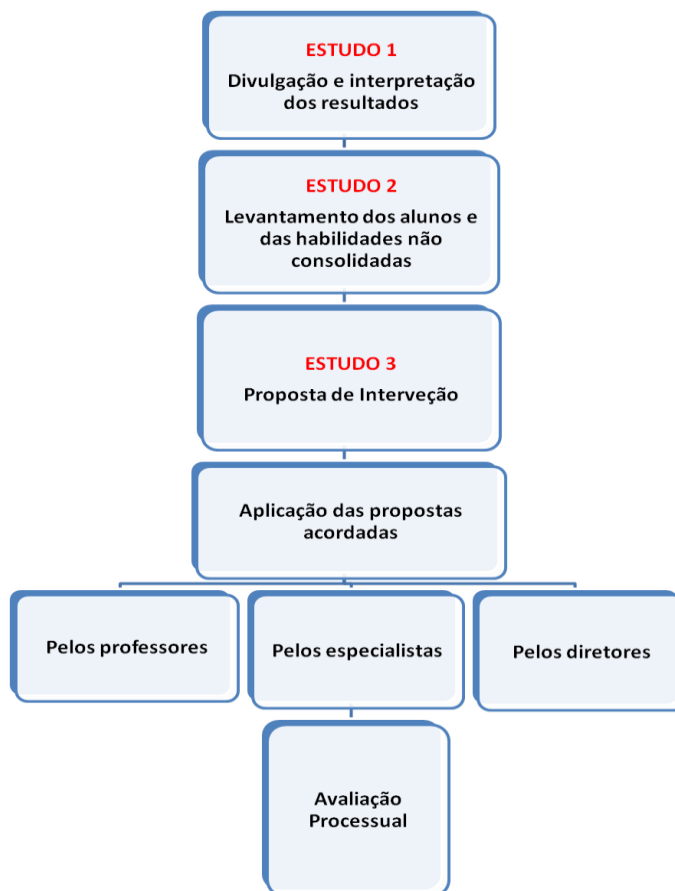 ESTUDO 1
Divulgação e interpretação
dos resultados
ESTUDO 2
Levantamento dos alunos e
das habilidades não
consolidadas
ESTUDO 3
Proposta de Interveção
Aplicação das propostas
acordadas
Pelos professores
Pelos especialistas
Pelos diretores
Avaliação
Processual